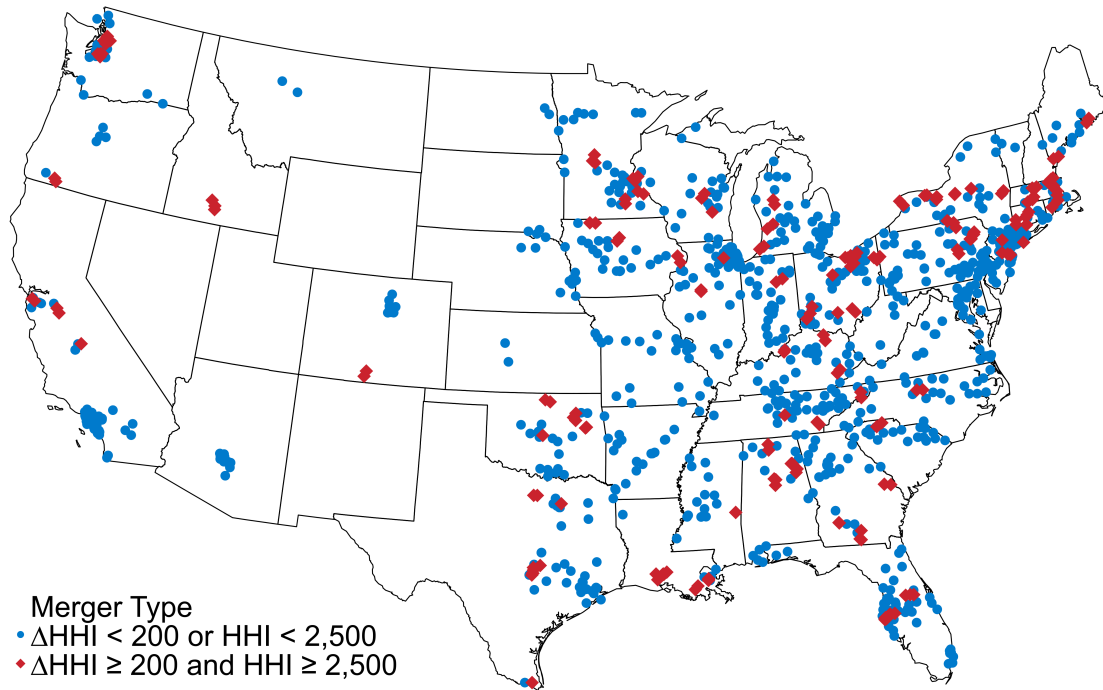 Merger Type
ΔHHI < 200 or HHI < 2,500
ΔHHI ≥ 200 and HHI ≥ 2,500